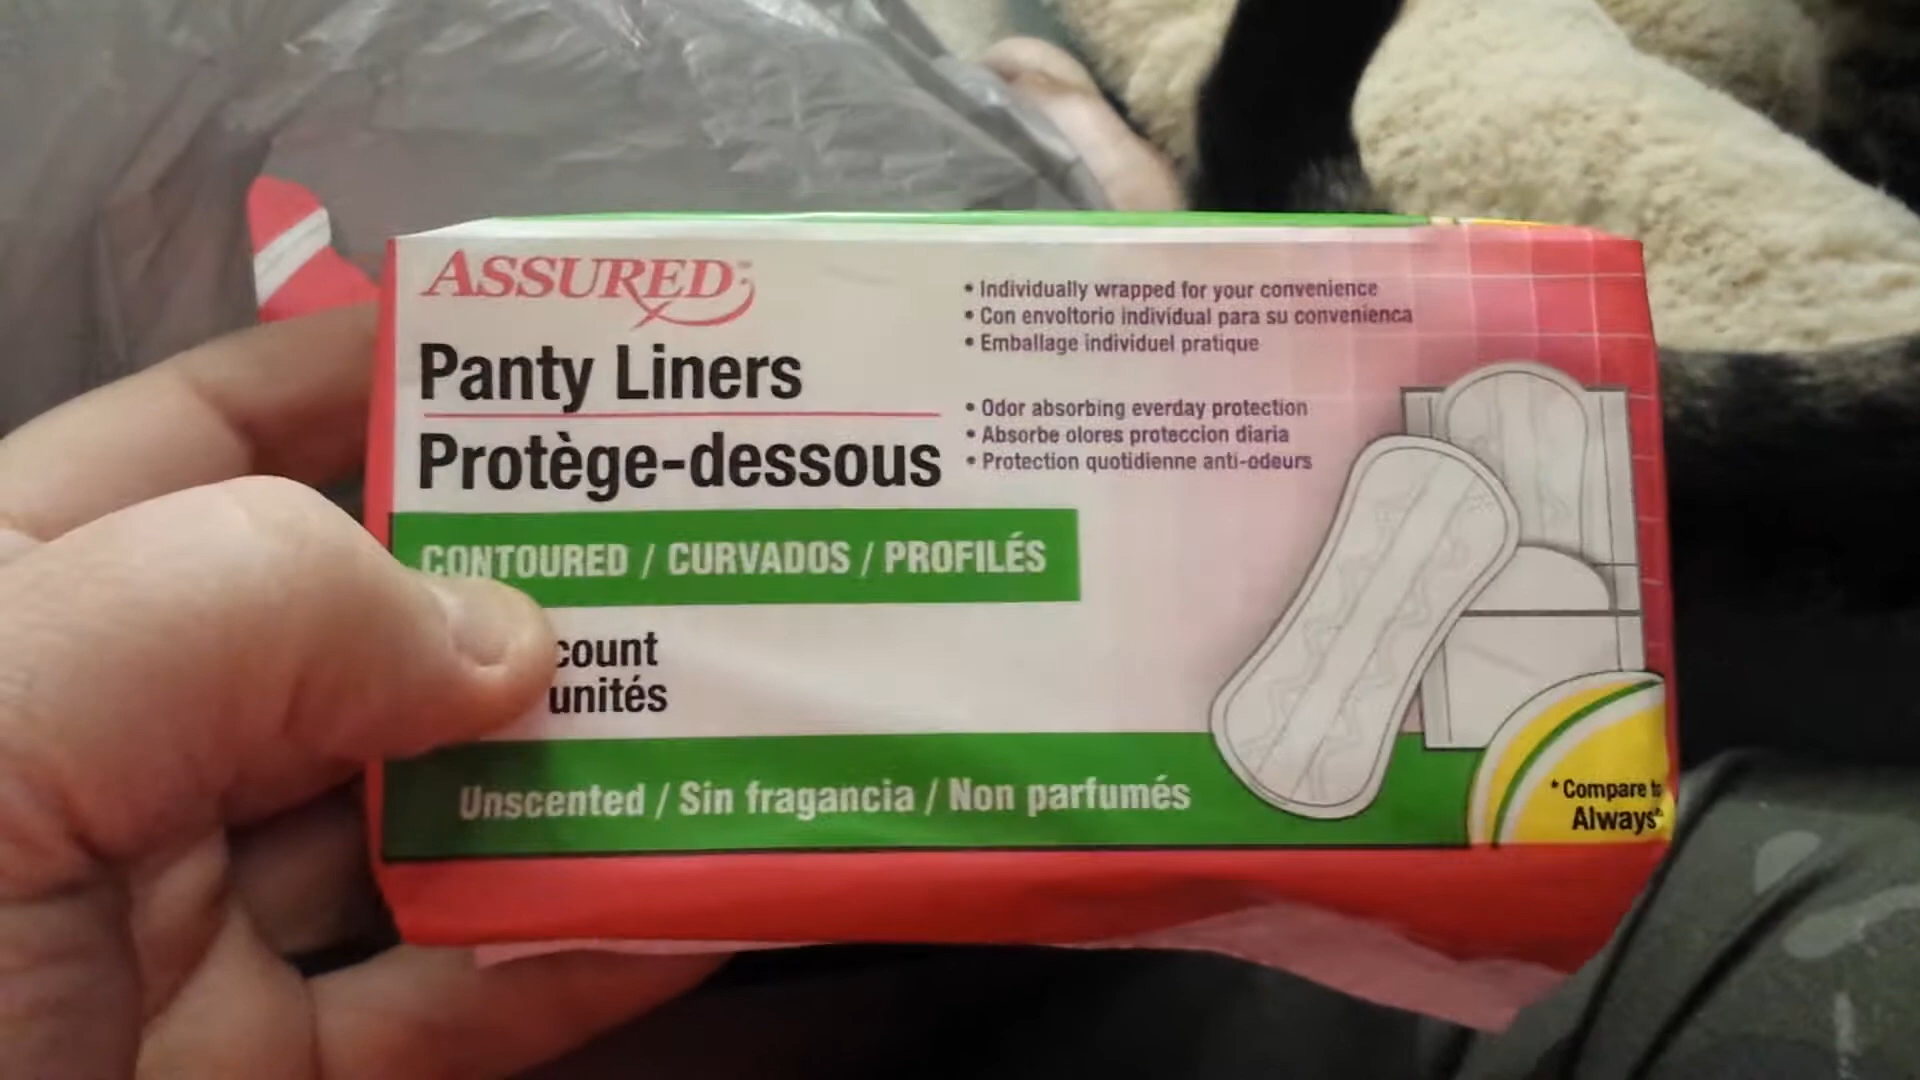 ASSURED™
Panty Liners
Protège-dessous
• Individually wrapped for your convenience
• Con envoltorio individual para su convenienca
• Emballage individuel pratique
• Odor absorbing everday protection
• Absorbe olores proteccion diaria
• Protection quotidienne anti-odeurs
CONTOURED / CURVADOS / PROFILÉS
count
unités
Unscented / Sin fragancia / Non parfumés
*Compare to
Always*